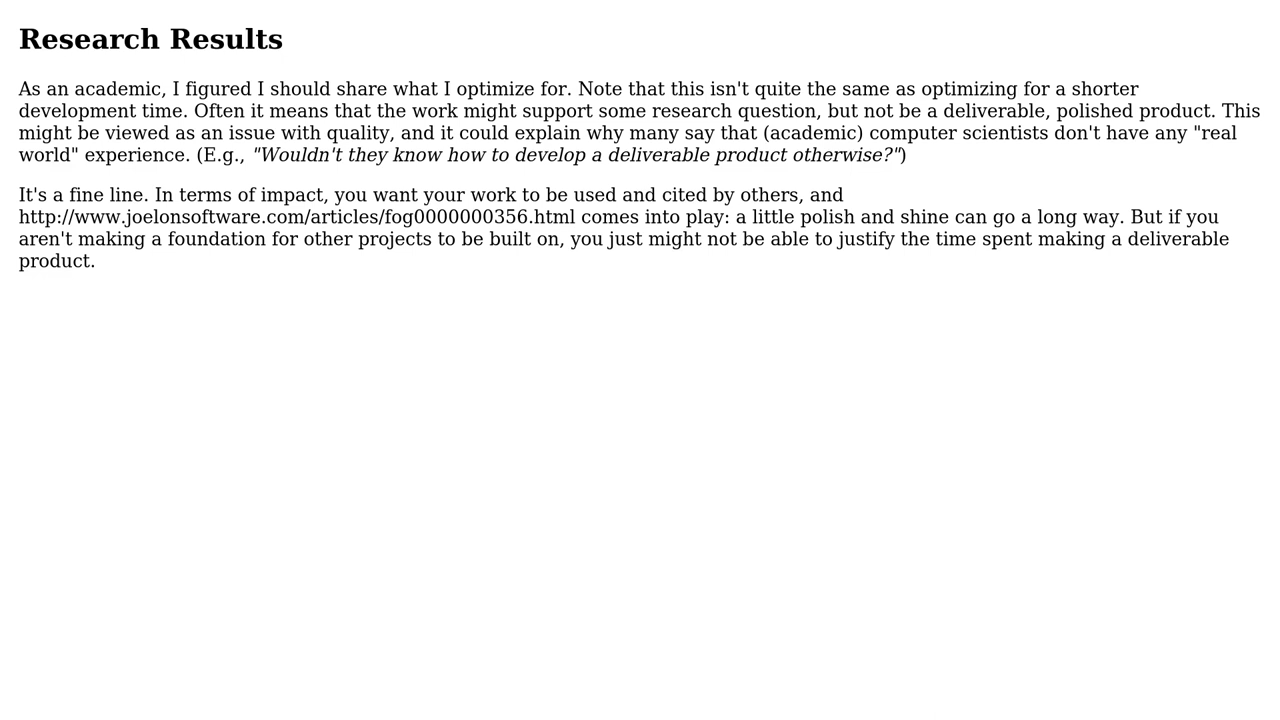 Research Results
As an academic, I figured I should share what I optimize for. Note that this isn't quite the same as optimizing for a shorter
development time. Often it means that the work might support some research question, but not be a deliverable, polished product. This
might be viewed as an issue with quality, and it could explain why many say that (academic) computer scientists don't have any "real
world" experience. (E.g., "Wouldn't they know how to develop a deliverable product otherwise?")
It's a fine line. In terms of impact, you want your work to be used and cited by others, and
http://www.joelonsoftware.com/articles/fog0000000356.html comes into play: a little polish and shine can go a long way. But if you
aren't making a foundation for other projects to be built on, you just might not be able to justify the time spent making a deliverable
product.